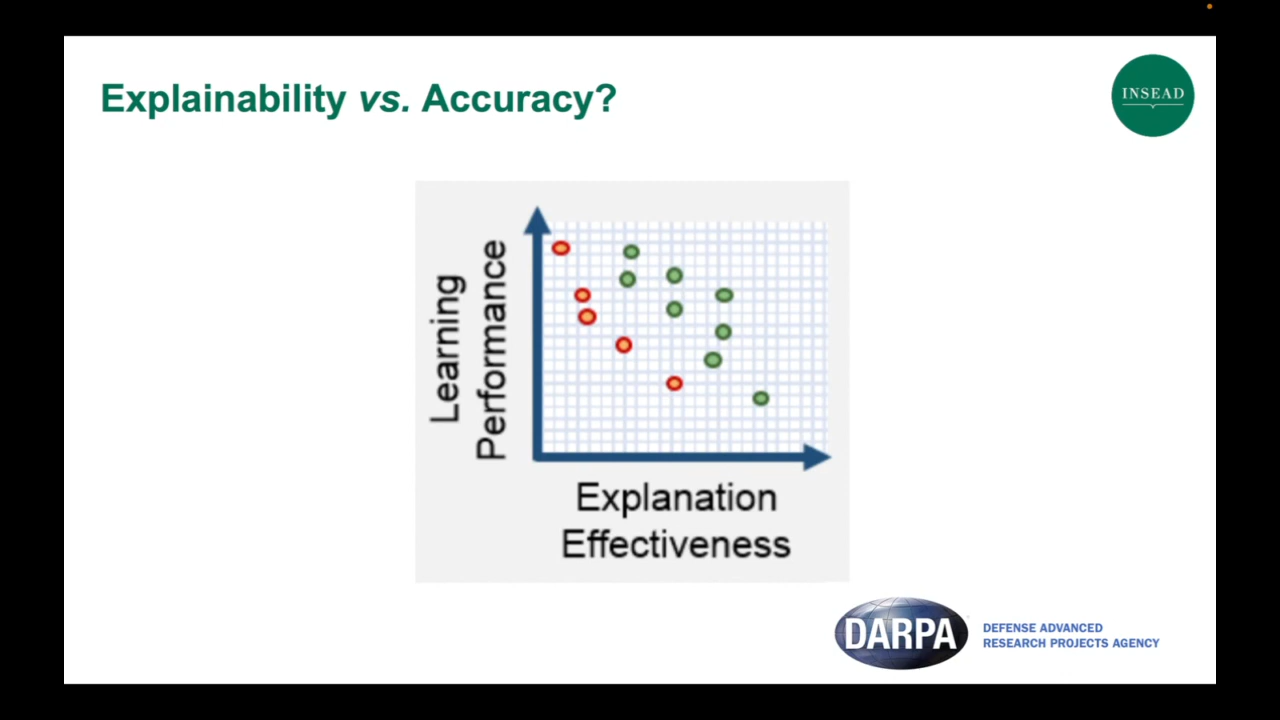 Explainability vs. Accuracy?
INSEAD
Learning
Performance
Explanation
Effectiveness
DARPA
DEFENSE ADVANCED
RESEARCH PROJECTS AGENCY